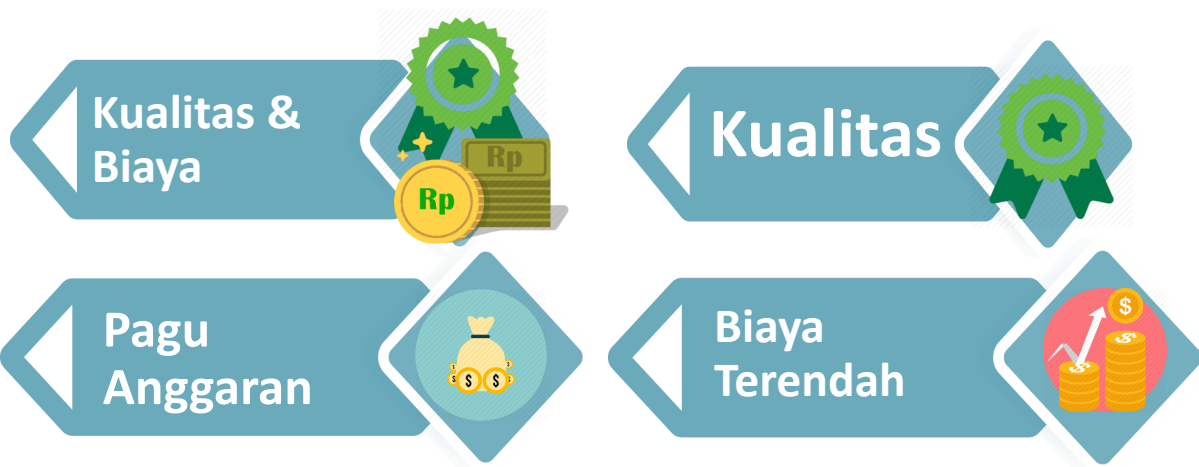 Kualitas &
Biaya
Rp
Rp
Kualitas
Pagu
Anggaran
$ $
$ $
$
Biaya
Terendah
$
$
$